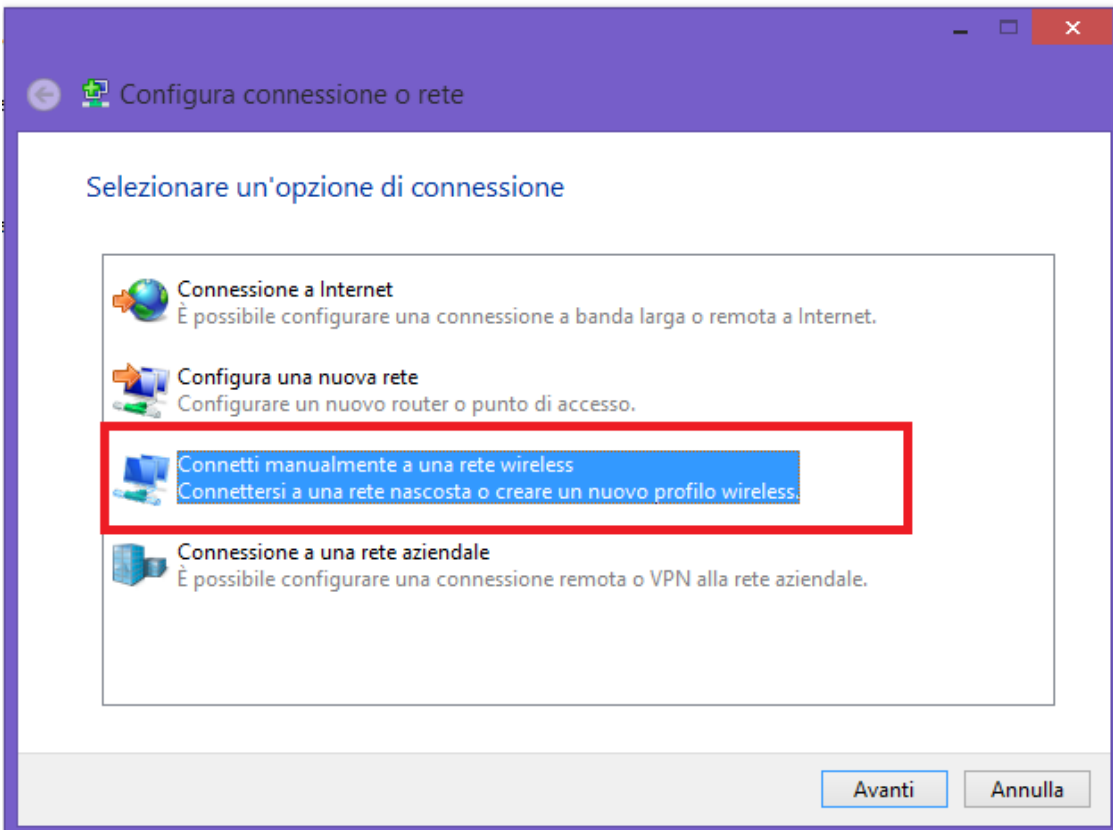 Configura connessione o rete
Selezionare un'opzione di connessione
Connessione a Internet
È possibile configurare una connessione a banda larga o remota a Internet.
Configura una nuova rete
Configurare un nuovo router o punto di accesso.
Connetti manualmente a una rete wireless
Connettersi a una rete nascosta o creare un nuovo profilo wireless.
Connessione a una rete aziendale
È possibile configurare una connessione remota o VPN alla rete aziendale.
Avanti
Annulla